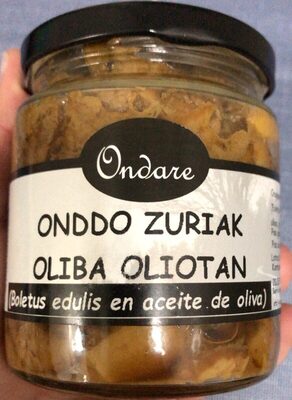 Ondare
ONDDO ZURIAK
OLIBA OLIOTAN
(Boletus edulis en aceite de oliva)